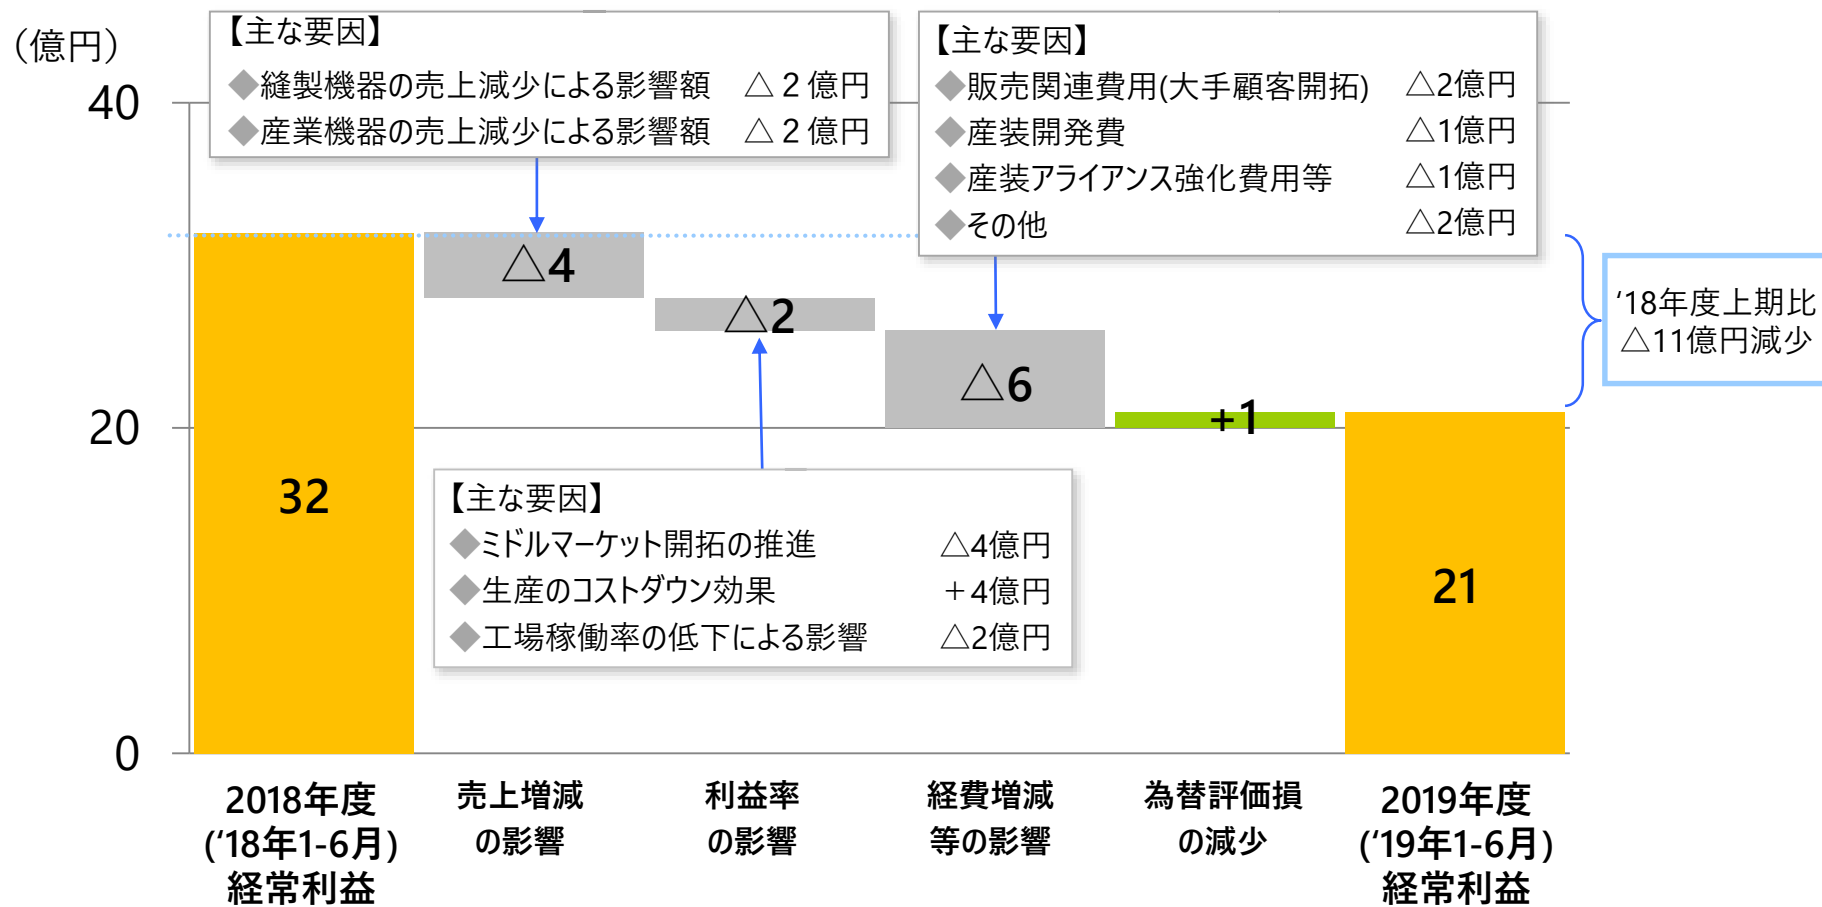 （億円）
40
20
0
【主な要因】
◆縫製機器の売上減少による影響額 △２億円
◆産業機器の売上減少による影響額 △２億円
【主な要因】
◆販売関連費用(大手顧客開拓) △2億円
◆産装開発費 △1億円
◆産装アライアンス強化費用等 △1億円
◆その他 △2億円
△4
△2
△6
+1
32
21
‘18年度上期比
△11億円減少
【主な要因】
◆ミドルマーケット開拓の推進 △4億円
◆生産のコストダウン効果 ＋4億円
◆工場稼働率の低下による影響 △2億円
2018年度
(‘18年1-6月)
経常利益
売上増減
の影響
利益率
の影響
経費増減
等の影響
為替評価損
の減少
2019年度
(‘19年1-6月)
経常利益